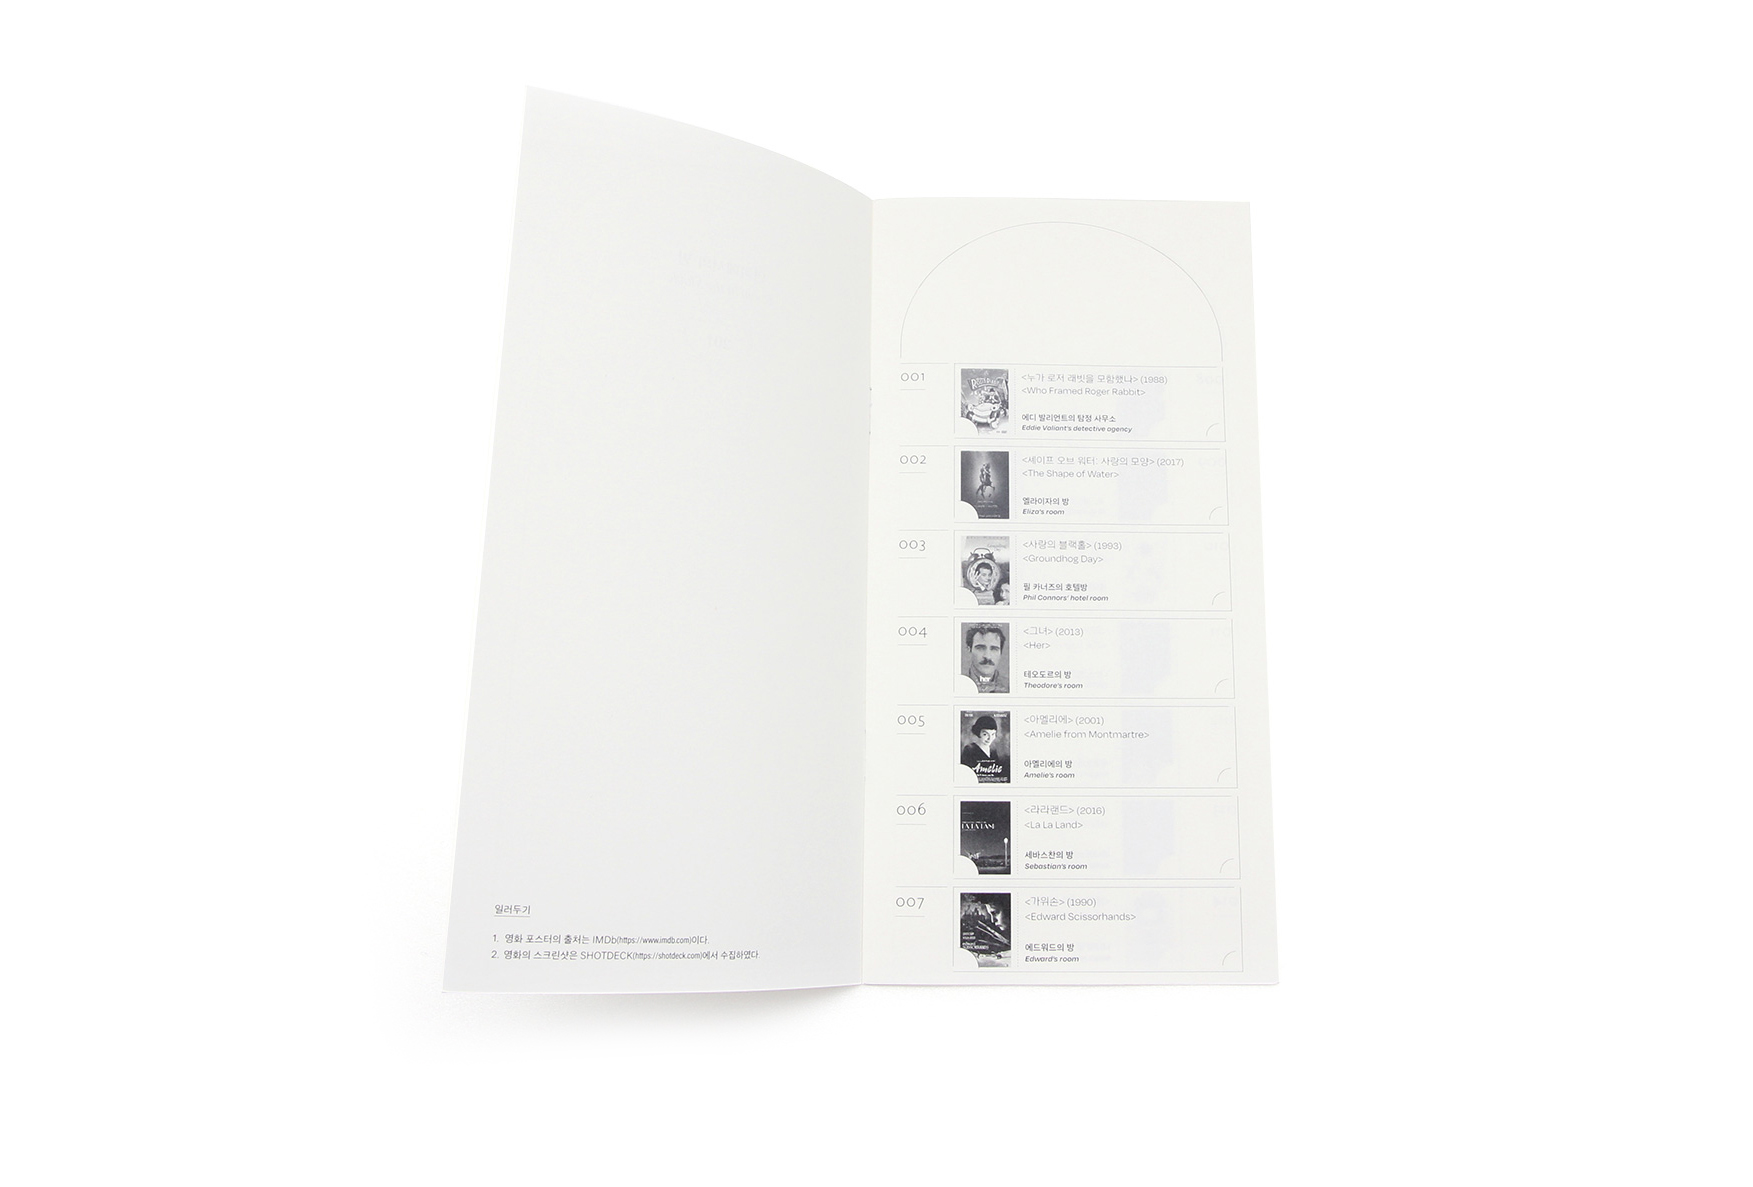 일러두기
1. 영화 포스터의 출처는 IMDb(https://www.imdb.com)이다.
2. 영화의 스크린샷은 SHOTDECK(https://shotdeck.com)에서 수집하였다.
001
<누가 로저 래빗을 모함했나> (1988)
<Who Framed Roger Rabbit>
에디 발리언트의 탐정 사무소
Eddie Valiant's detective agency
002
<셰이프 오브 워터: 사랑의 모양> (2017)
<The Shape of Water>
엘라이자의 방
Eliza's room
003
<사랑의 블랙홀> (1993)
<Groundhog Day>
필 카너즈의 호텔방
Phil Connors' hotel room
004
her
<그녀> (2013)
<Her>
테오도르의 방
Theodore's room
005
Amélie
<아멜리에> (2001)
<Amelie from Montmartre>
아멜리에의 방
Amelie's room
006
LA LA LAND
<라라랜드> (2016)
<La La Land>
세바스찬의 방
Sebastian's room
007
<가위손> (1990)
<Edward Scissorhands>
에드워드의 방
Edward's room